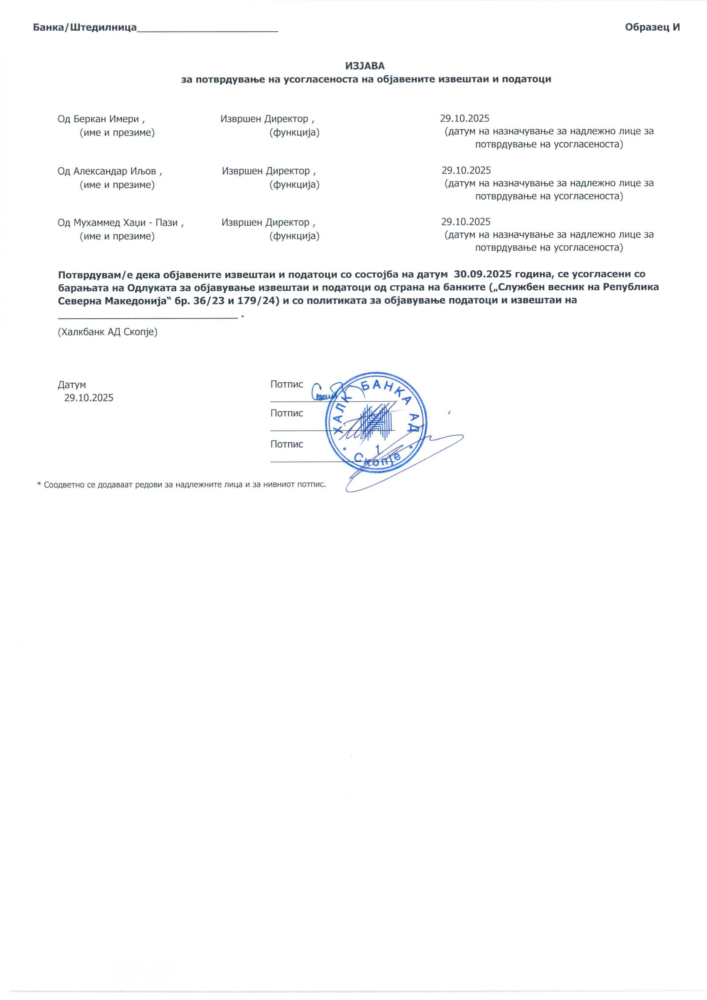 Банка/Штедилница__________________________ Образец И
ИЗЈАВА
за потврдување на усогласеноста на објавените извештаи и податоци
Од Беркан Имери , Извршен Директор , 29.10.2025
(име и презиме) (функција) (датум на назначување за надлежно лице за
потврдување на усогласеноста)
Од Александар Иљов , Извршен Директор , 29.10.2025
(име и презиме) (функција) (датум на назначување за надлежно лице за
потврдување на усогласеноста)
Од Мухаммед Хаџи - Пази , Извршен Директор , 29.10.2025
(име и презиме) (функција) (датум на назначување за надлежно лице за
потврдување на усогласеноста)
Потврдувам/е дека објавените извештаи и податоци со состојба на датум 30.09.2025 година, се усогласени со
барањата на Одлуката за објавување извештаи и податоци од страна на банките („Службен весник на Република
Северна Македонија“ бр. 36/23 и 179/24) и со политиката за објавување податоци и извештаи на
_________________________________ .
(Халкбанк АД Скопје)
Датум Потпис
29.10.2025
Потпис
Потпис
ХАЛК БАНКА АД
1
Скопје
* Соодветно се додаваат редови за надлежните лица и за нивниот потпис.